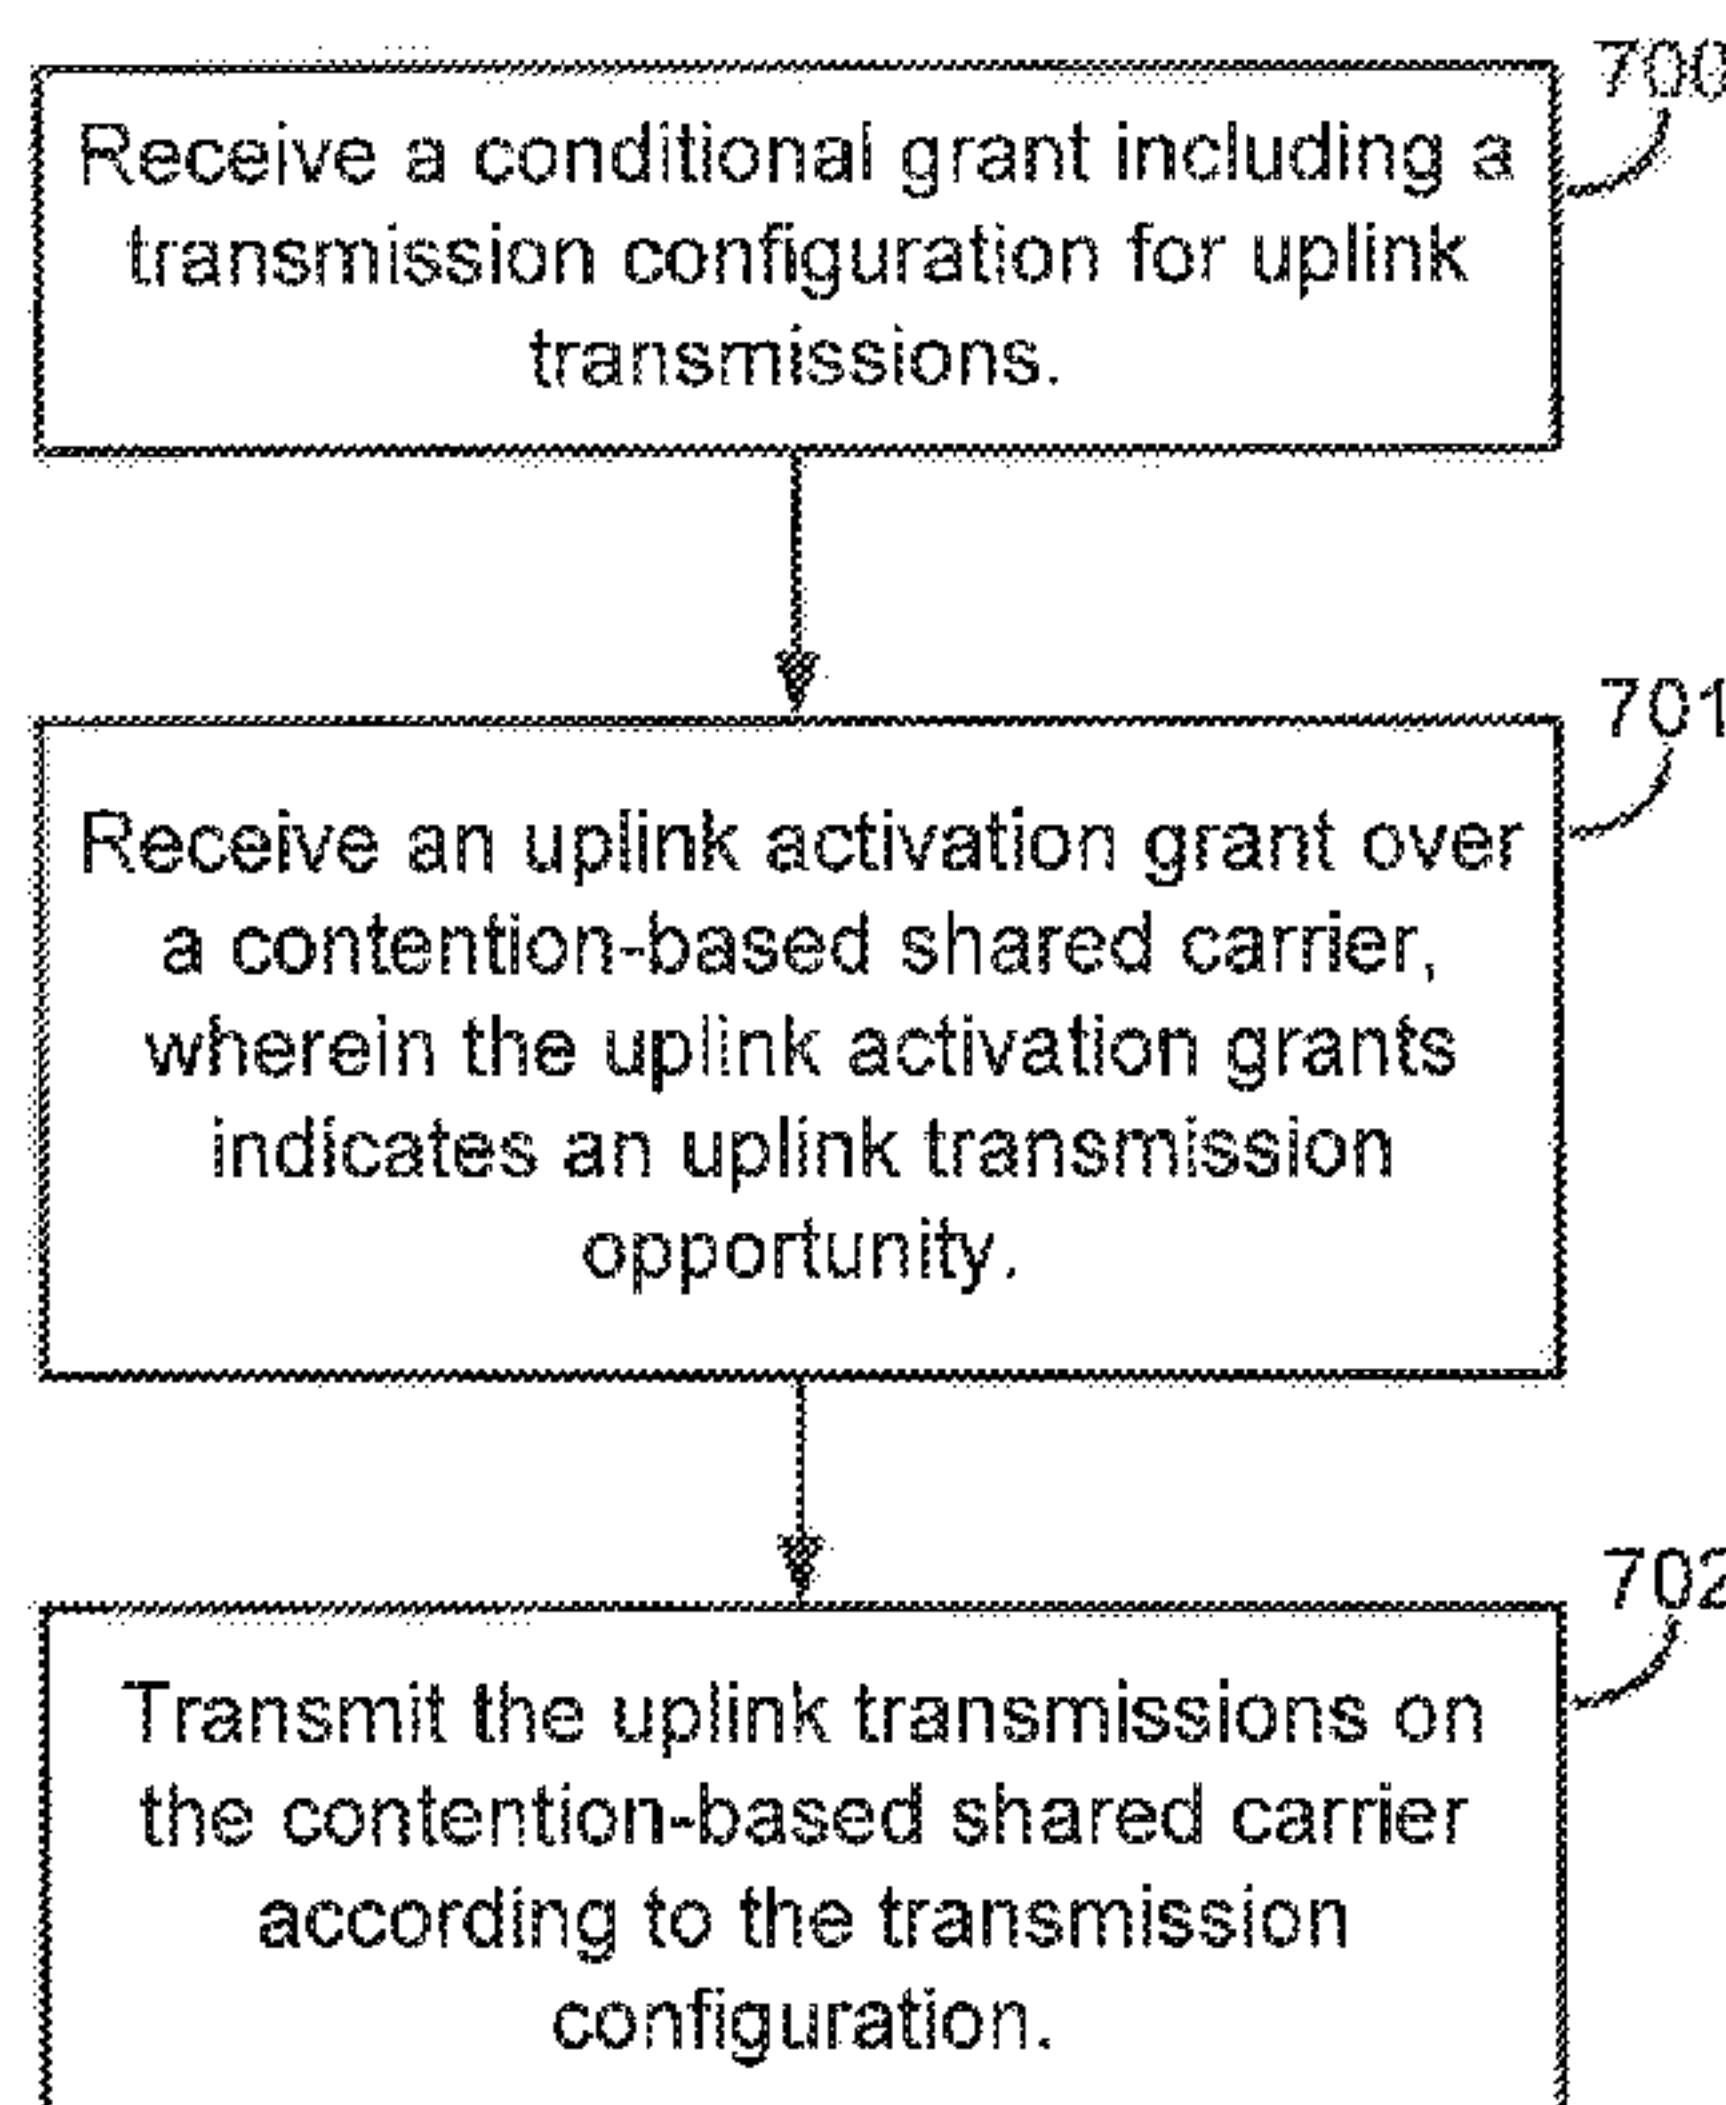 700
Receive a conditional grant including a
transmission configuration for uplink
transmissions.
701
Receive an uplink activation grant over
a contention-based shared carrier,
wherein the uplink activation grants
indicates an uplink transmission
opportunity.
702
Transmit the uplink transmissions on
the contention-based shared carrier
according to the transmission
configuration.